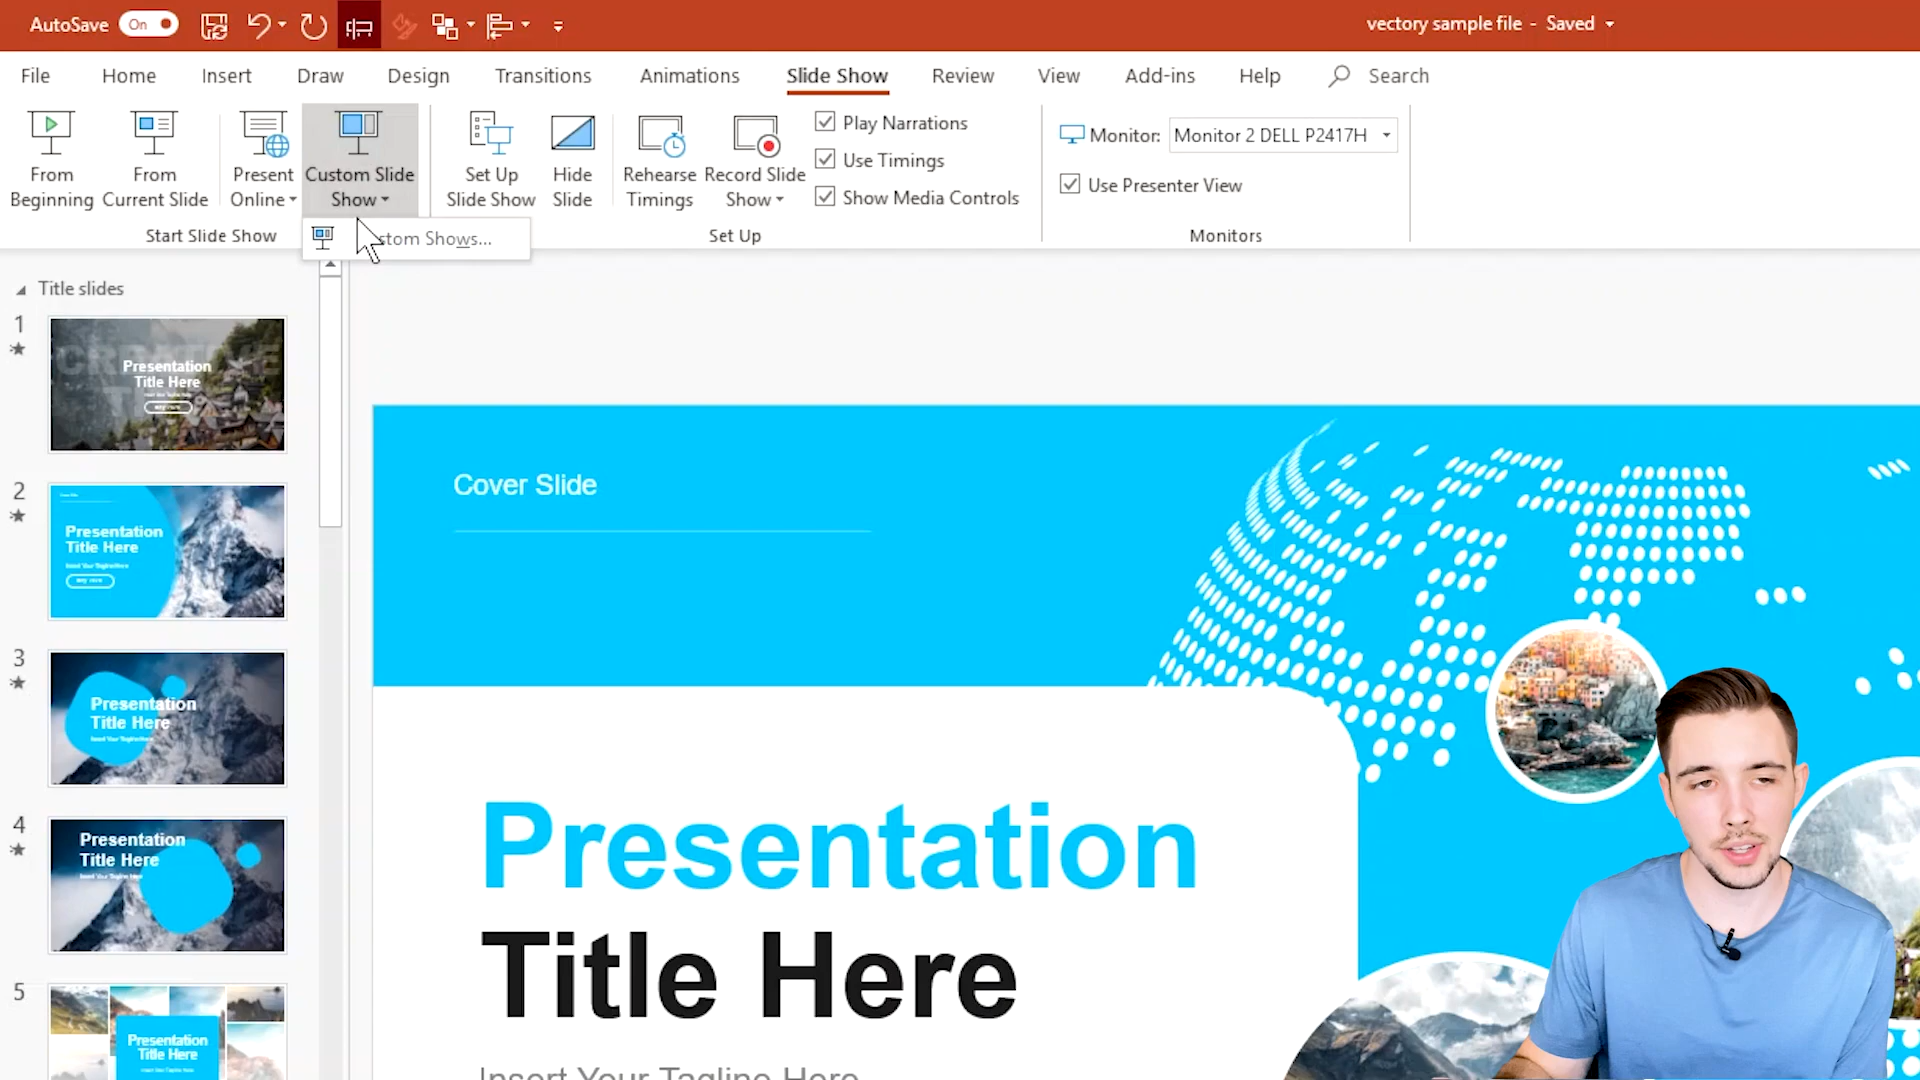 AutoSave On
vectory sample file - Saved
File Home Insert Draw Design Transitions Animations Slide Show Review View Add-ins Help Search
From Beginning
From Current Slide
Present Online
Custom Slide Show
Set Up Slide Show
Hide Slide
Rehearse Timings
Record Slide Show
Play Narrations
Use Timings
Show Media Controls
Monitor: Monitor 2 DELL P2417H
Use Presenter View
Start Slide Show
Set Up
Monitors
stom Shows...
Title slides
1
CREATIVE
Presentation
Title Here
2
Presentation
Title Here
3
Presentation
Title Here
4
Presentation
Title Here
5
Presentation
Title Here
Cover Slide
Presentation
Title Here
Insert Your Tagline Here